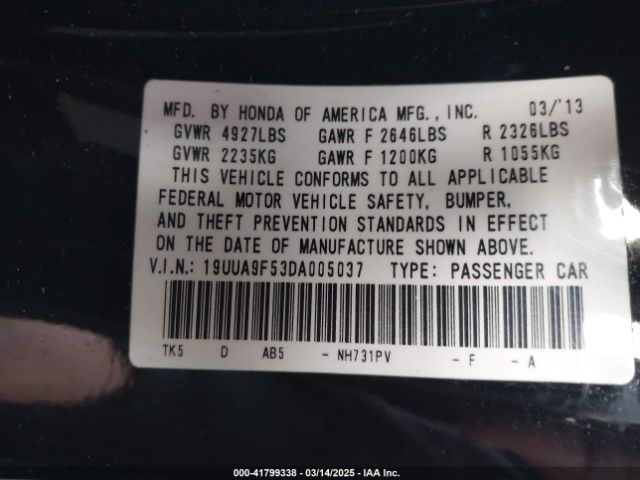 MFD. BY HONDA OF AMERICA MFG., INC. 03/'13
GVWR 4927LBS GAWR F 2646LBS R 2326LBS
GVWR 2235KG GAWR F 1200KG R 1055KG
THIS VEHICLE CONFORMS TO ALL APPLICABLE
FEDERAL MOTOR VEHICLE SAFETY, BUMPER,
AND THEFT PREVENTION STANDARDS IN EFFECT
ON THE DATE OF MANUFACTURE SHOWN ABOVE.
V.I.N.: 19UUA9F53DA005037 TYPE: PASSENGER CAR
TK5 D AB5 - NH731PV - F - A
000-41799338 - 03/14/2025 - IAA Inc.